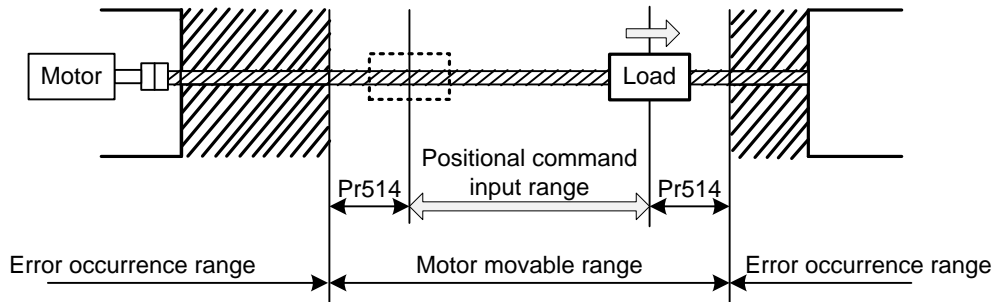 Motor
Load
Positional command
input range
Pr514
Pr514
Error occurrence range
Motor movable range
Error occurrence range